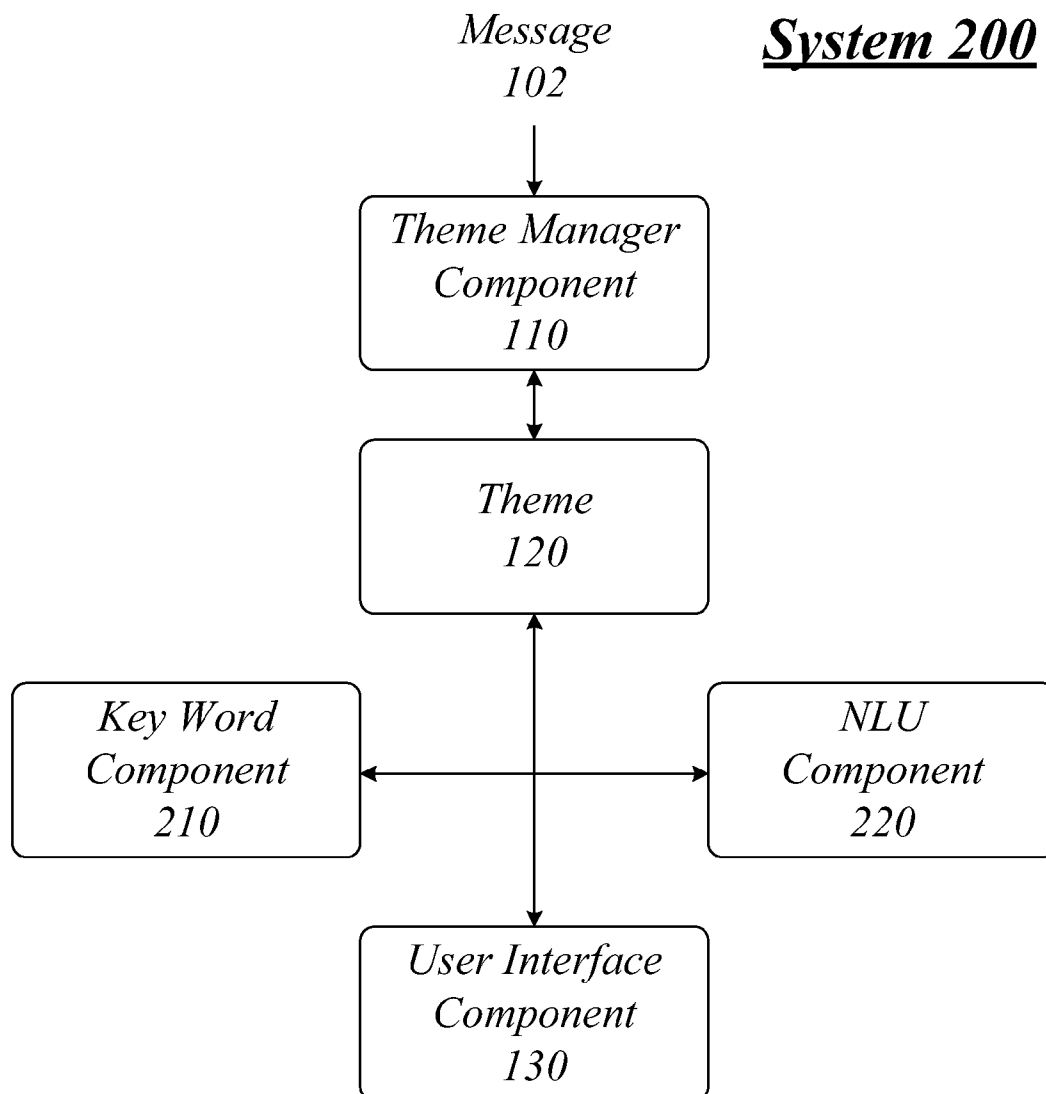 Message
102
System 200
Theme Manager
Component
110
Theme
120
Key Word
Component
210
NLU
Component
220
User Interface
Component
130